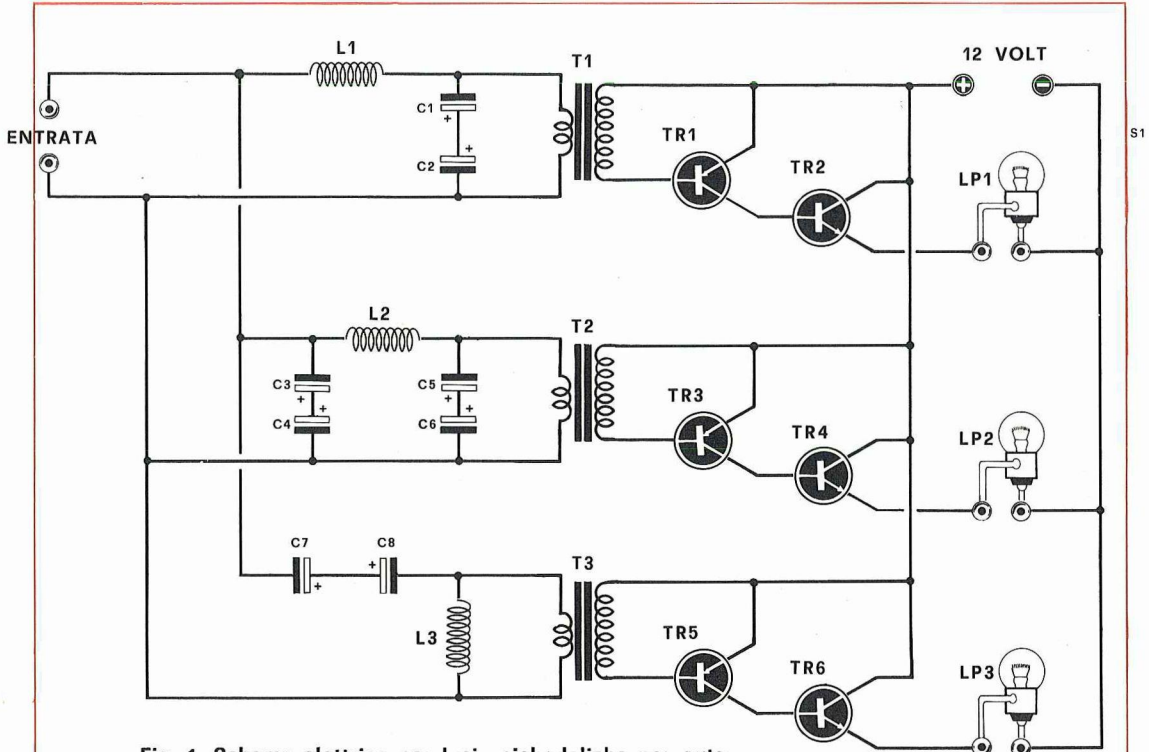 L1
T1
12 VOLT
C1
+
+
C2
ENTRATA
TR1
TR2
LP1
S1
L2
T2
C3
+
+
C4
C5
+
+
C6
TR3
TR4
LP2
C7
+
C8
+
T3
L3
TR5
TR6
LP3